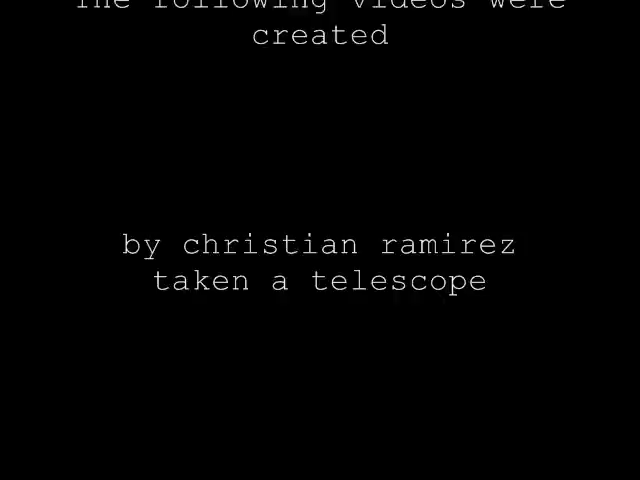 The following videos were
created
by christian ramirez
taken a telescope